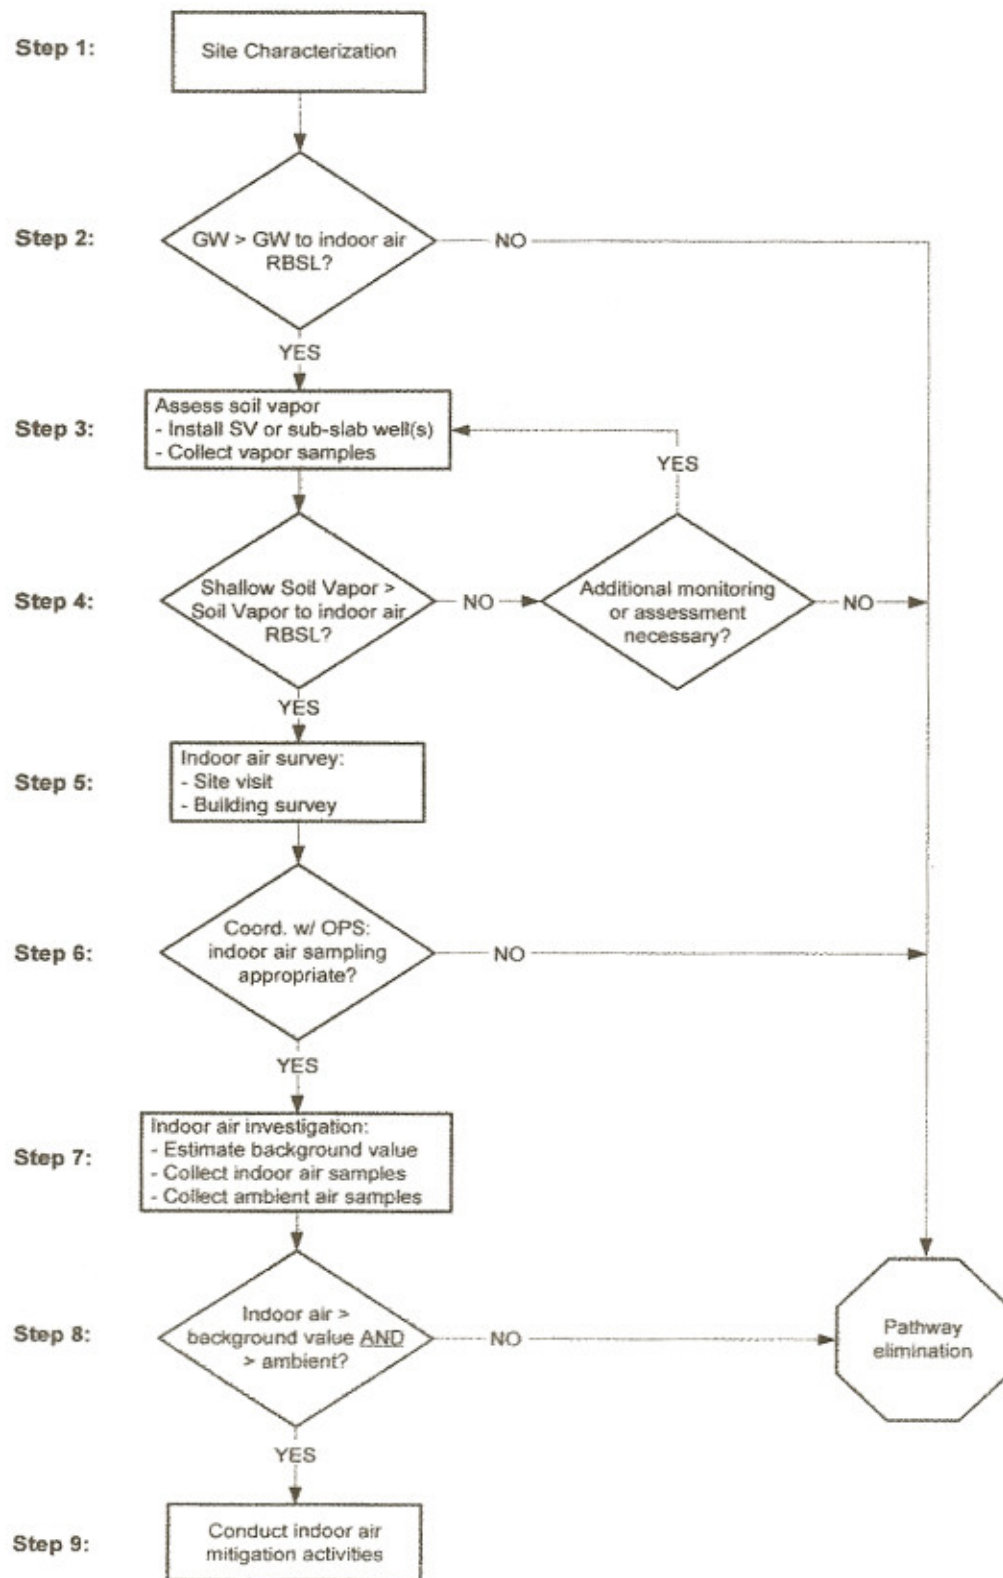 Step 1:
Site Characterization
Step 2:
GW > GW to indoor air
RBSL?
NO
YES
Step 3:
Assess soil vapor
- Install SV or sub-slab well(s)
- Collect vapor samples
YES
Step 4:
Shallow Soil Vapor >
Soil Vapor to indoor air
RBSL?
NO
Additional monitoring
or assessment
necessary?
NO
YES
Step 5:
Indoor air survey:
- Site visit
- Building survey
Step 6:
Coord. w/ OPS:
indoor air sampling
appropriate?
NO
YES
Step 7:
Indoor air investigation:
- Estimate background value
- Collect indoor air samples
- Collect ambient air samples
Step 8:
Indoor air >
background value AND
> ambient?
NO
Pathway
elimination
YES
Step 9:
Conduct indoor air
mitigation activities